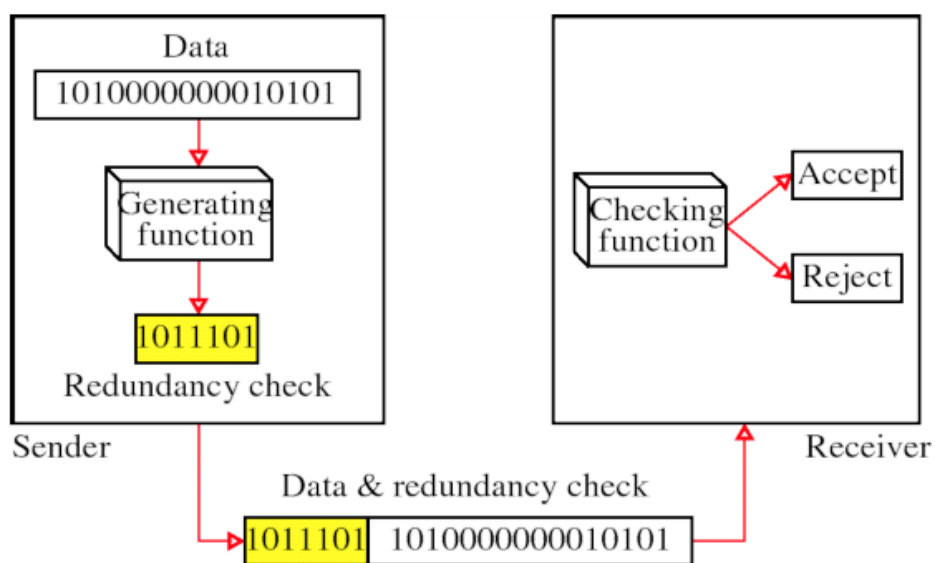 Data
1010000000010101
Generating
function
1011101
Redundancy check
Sender
Checking
function
Accept
Reject
Receiver
Data & redundancy check
1011101 1010000000010101